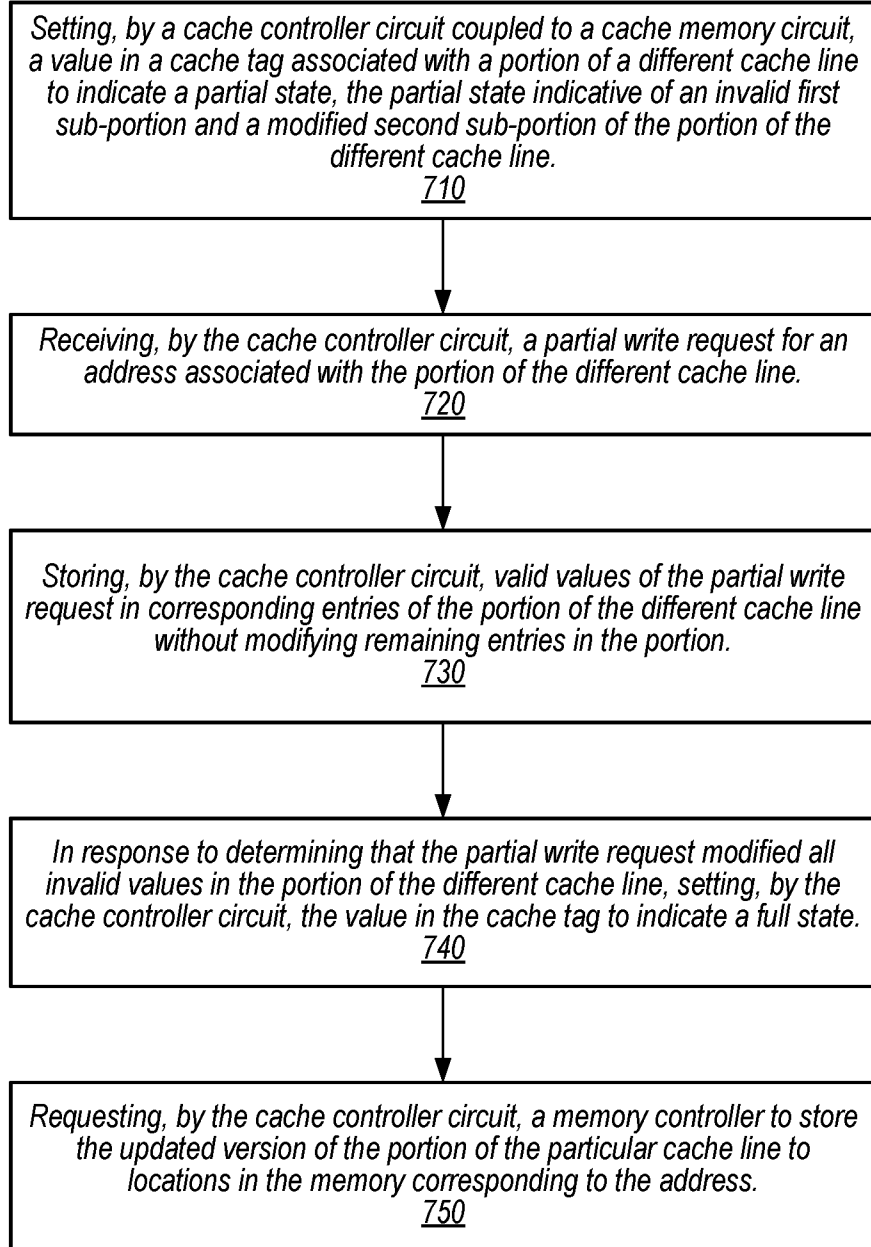 Setting, by a cache controller circuit coupled to a cache memory circuit,
a value in a cache tag associated with a portion of a different cache line
to indicate a partial state, the partial state indicative of an invalid first
sub-portion and a modified second sub-portion of the portion of the
different cache line.
710
Receiving, by the cache controller circuit, a partial write request for an
address associated with the portion of the different cache line.
720
Storing, by the cache controller circuit, valid values of the partial write
request in corresponding entries of the portion of the different cache line
without modifying remaining entries in the portion.
730
In response to determining that the partial write request modified all
invalid values in the portion of the different cache line, setting, by the
cache controller circuit, the value in the cache tag to indicate a full state.
740
Requesting, by the cache controller circuit, a memory controller to store
the updated version of the portion of the particular cache line to
locations in the memory corresponding to the address.
750